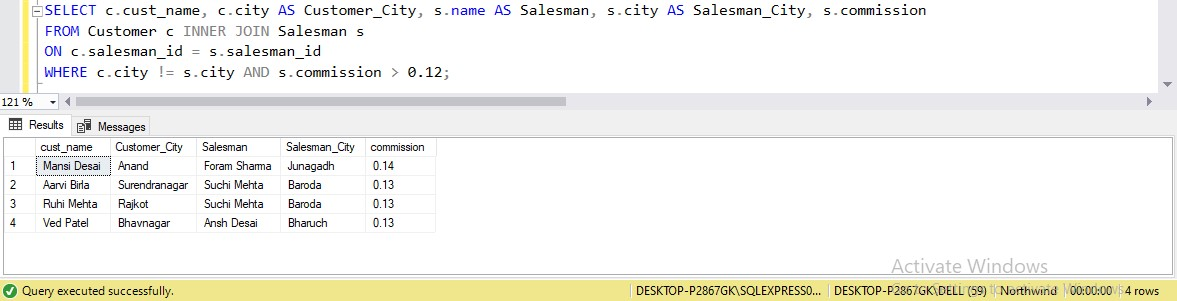 SELECT c.cust_name, c.city AS Customer_City, s.name AS Salesman, s.city AS Salesman_City, s.commission
FROM Customer c INNER JOIN Salesman s
ON c.salesman_id = s.salesman_id
WHERE c.city != s.city AND s.commission > 0.12;
121 %
Results Messages
cust_name Customer_City Salesman Salesman_City commission
1 Mansi Desai Anand Foram Sharma Junagadh 0.14
2 Aarvi Birla Surendranagar Suchi Mehta Baroda 0.13
3 Ruhi Mehta Rajkot Suchi Mehta Baroda 0.13
4 Ved Patel Bhavnagar Ansh Desai Bharuch 0.13
Activate Windows
Query executed successfully. DESKTOP-P2867GK\SQLEXPRESS0... DESKTOP-P2867GK\DELL (59) Northwind 00:00:00 4 rows